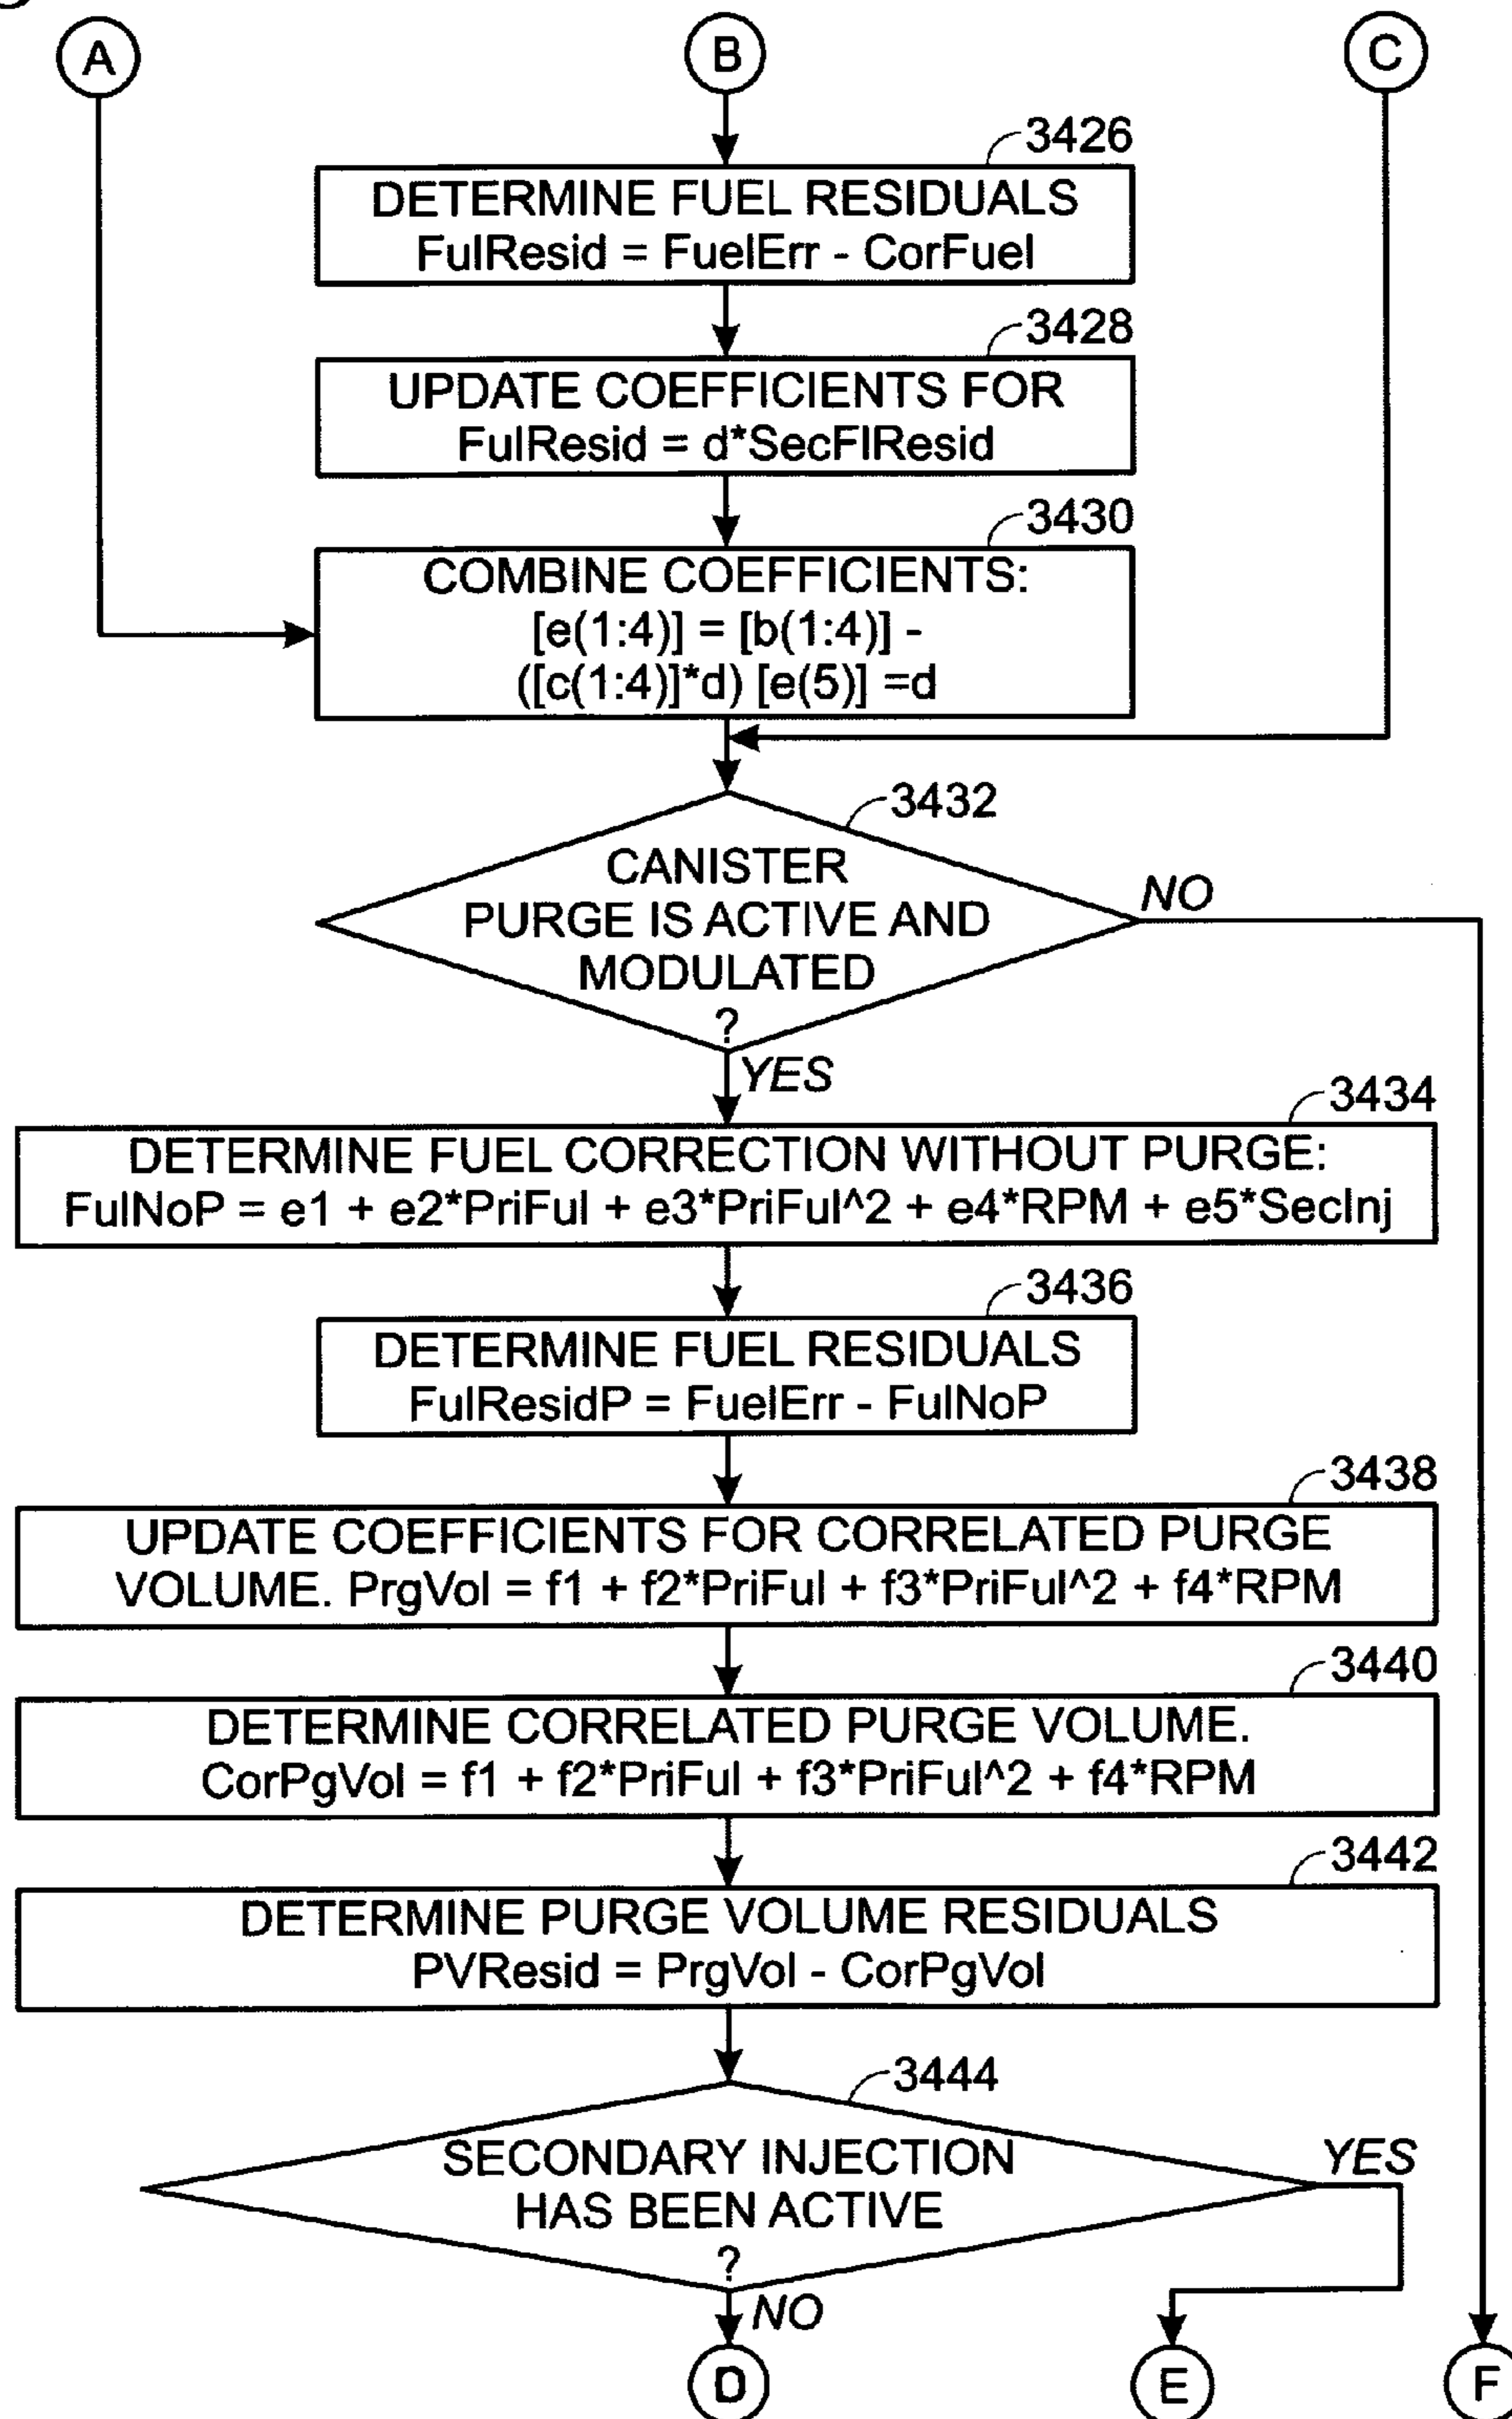 A
B
C
3426
DETERMINE FUEL RESIDUALS
FulResid = FuelErr - CorFuel
3428
UPDATE COEFFICIENTS FOR
FulResid = d*SecFlResid
3430
COMBINE COEFFICIENTS:
[e(1:4)] = [b(1:4)] -
([c(1:4)]*d) [e(5)] =d
3432
CANISTER
PURGE IS ACTIVE AND
MODULATED
?
NO
YES
3434
DETERMINE FUEL CORRECTION WITHOUT PURGE:
FulNoP = e1 + e2*PriFul + e3*PriFul^2 + e4*RPM + e5*SecInj
3436
DETERMINE FUEL RESIDUALS
FulResidP = FuelErr - FulNoP
3438
UPDATE COEFFICIENTS FOR CORRELATED PURGE
VOLUME. PrgVol = f1 + f2*PriFul + f3*PriFul^2 + f4*RPM
3440
DETERMINE CORRELATED PURGE VOLUME.
CorPgVol = f1 + f2*PriFul + f3*PriFul^2 + f4*RPM
3442
DETERMINE PURGE VOLUME RESIDUALS
PVResid = PrgVol - CorPgVol
3444
SECONDARY INJECTION
HAS BEEN ACTIVE
?
YES
NO
D
E
F